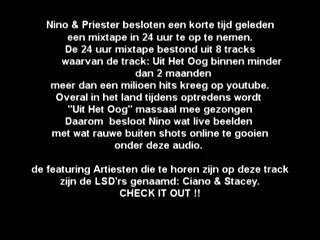 Nino & Priester besloten een korte tijd geleden
een mixtape in 24 uur te op te nemen.
De 24 uur mixtape bestond uit 8 tracks
waarvan de track: Uit Het Oog binnen minder
dan 2 maanden
meer dan een milioen hits kreeg op youtube.
Overal in het land tijdens optredens wordt
"Uit Het Oog" massaal mee gezongen
Daarom besloot Nino wat live beelden
met wat rauwe buiten shots online te gooien
onder deze audio.
de featuring Artiesten die te horen zijn op deze track
zijn de LSD'rs genaamd: Ciano & Stacey.
CHECK IT OUT !!